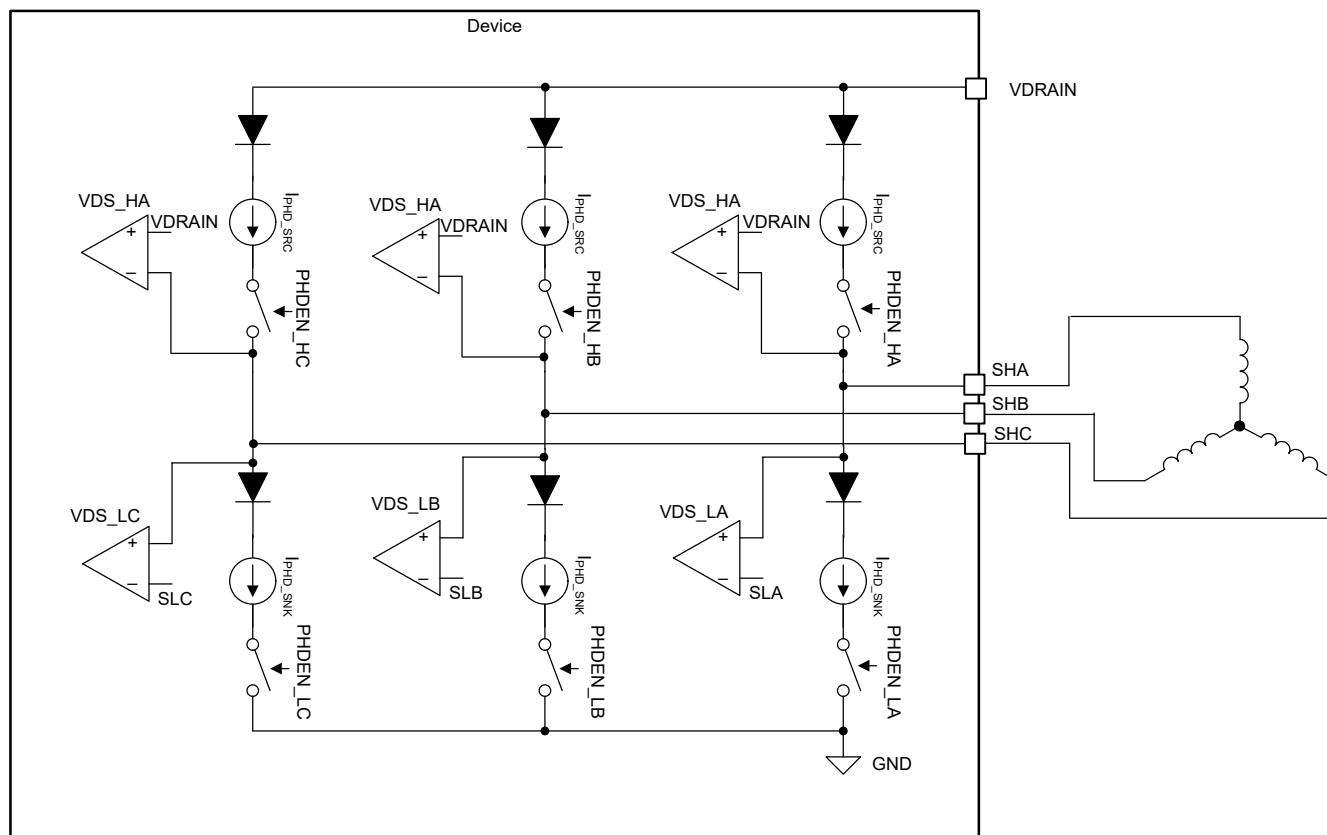 Device
VDRAIN
VDS_HA
VDRAIN
IPHD_SRC
PHDEN_HC
VDS_HA
VDRAIN
IPHD_SRC
PHDEN_HB
VDS_HA
VDRAIN
IPHD_SRC
PHDEN_HA
SHA
SHB
SHC
VDS_LC
SLC
IPHD_SNK
PHDEN_LC
VDS_LB
SLB
IPHD_SNK
PHDEN_LB
VDS_LA
SLA
IPHD_SNK
PHDEN_LA
GND